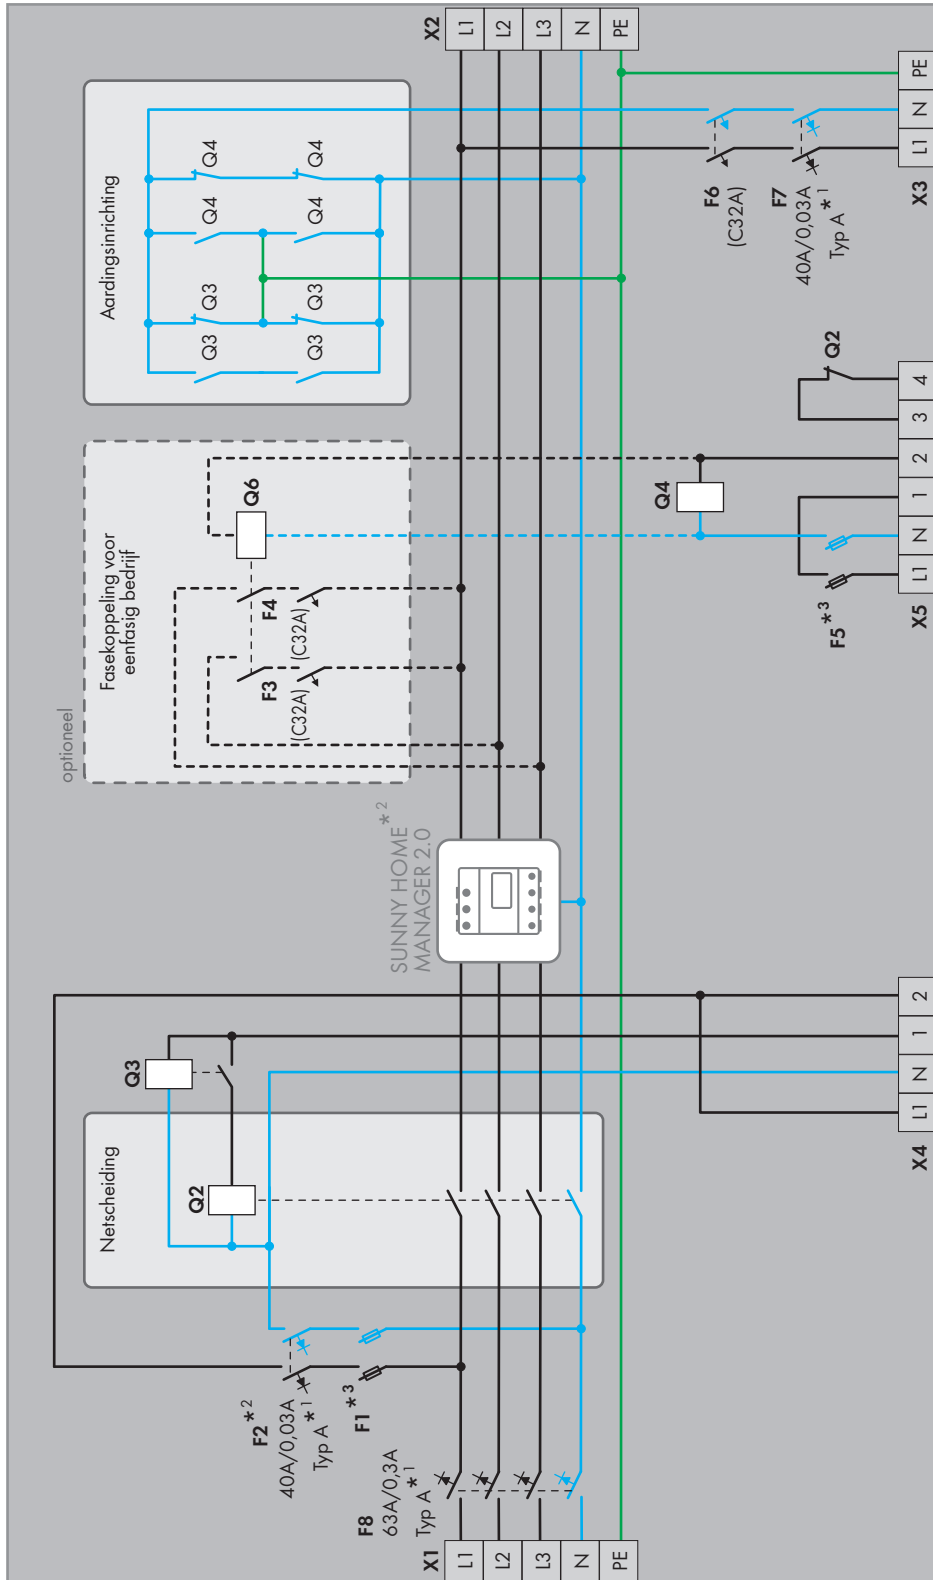 X1
L1
L2
L3
N
PE
F8
63A/0,3A
Typ A *1
F2 *2
40A/0,03A
Typ A *1
F1 *3
Netscheiding
Q2
Q3
X4
L1
N
1
2
SUNNY HOME
MANAGER 2.0 *2
optioneel
Fasekoppeling voor
eenfasig bedrijf
F3
(C32A)
F4
(C32A)
Q6
Aardingsinrichting
Q3
Q3
Q3
Q3
Q4
Q4
Q4
Q4
X2
L1
L2
L3
N
PE
X5
L1
N
1
2
3
4
F5 *3
Q4
Q2
F6
(C32A)
F7
40A/0,03A
Typ A *1
X3
L1
N
PE